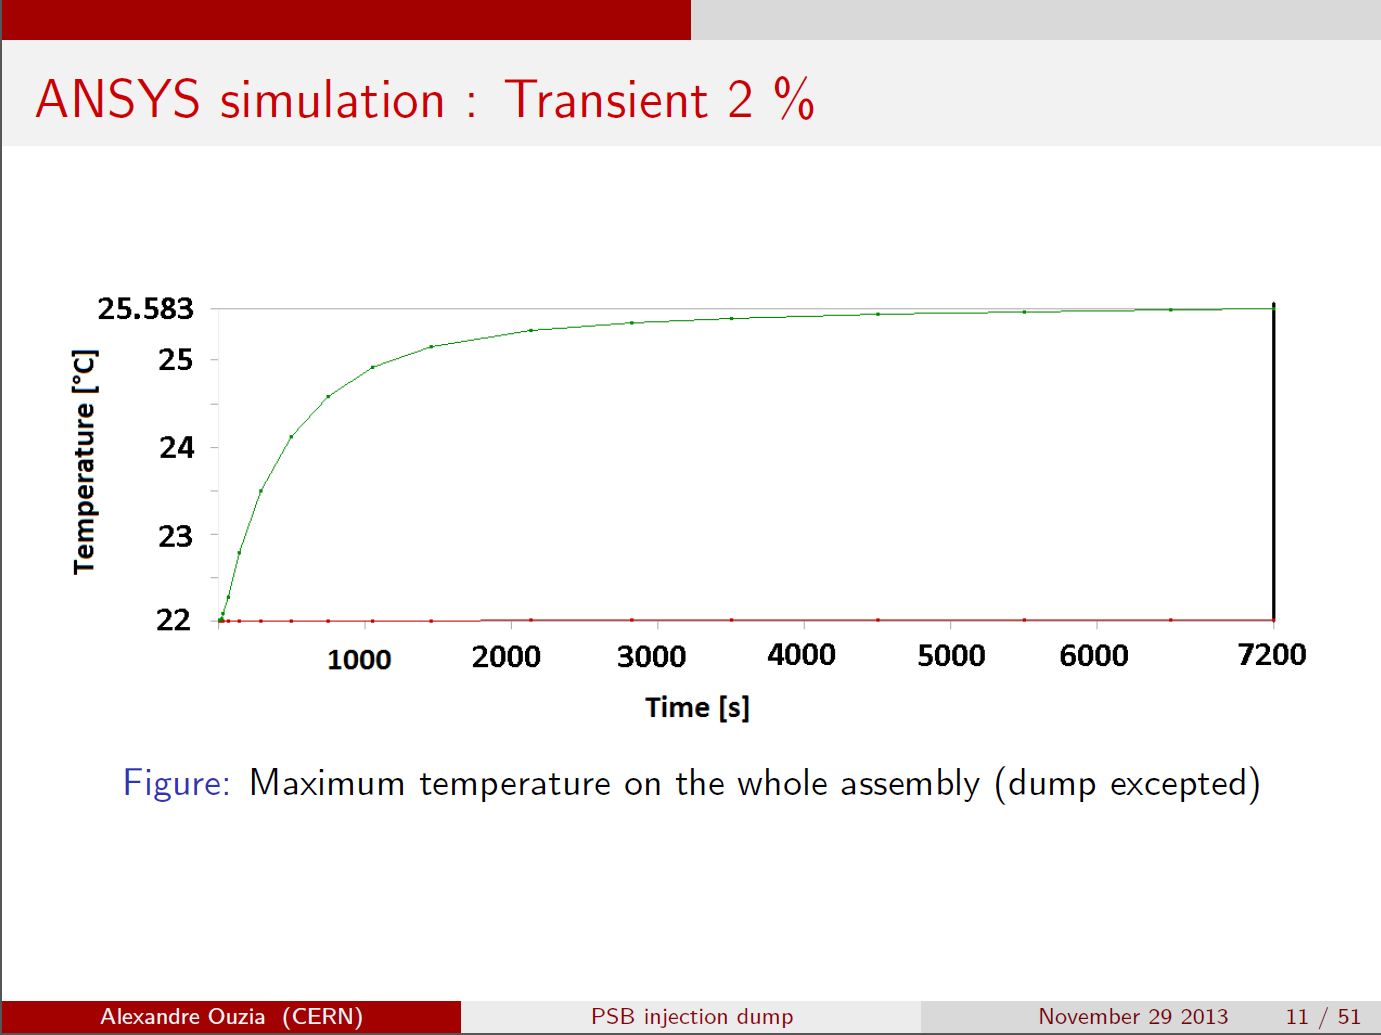 ANSYS simulation : Transient 2 %
25.583
25
24
23
22
Temperature [°C]
1000 2000 3000 4000 5000 6000 7200
Time [s]
Figure: Maximum temperature on the whole assembly (dump excepted)
Alexandre Ouzia (CERN) PSB injection dump November 29 2013 11 / 51